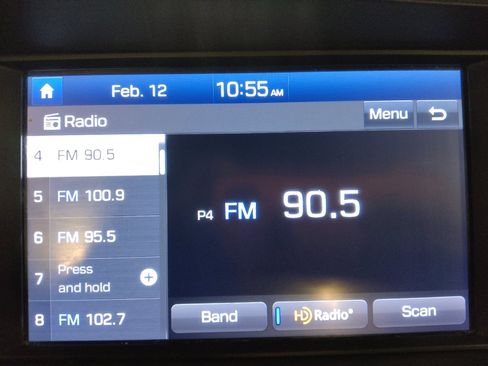 Feb. 12 10:55 AM
Radio Menu
4 FM 90.5
5 FM 100.9
6 FM 95.5
7 Press and hold
8 FM 102.7
P4 FM 90.5
Band HD Radio® Scan